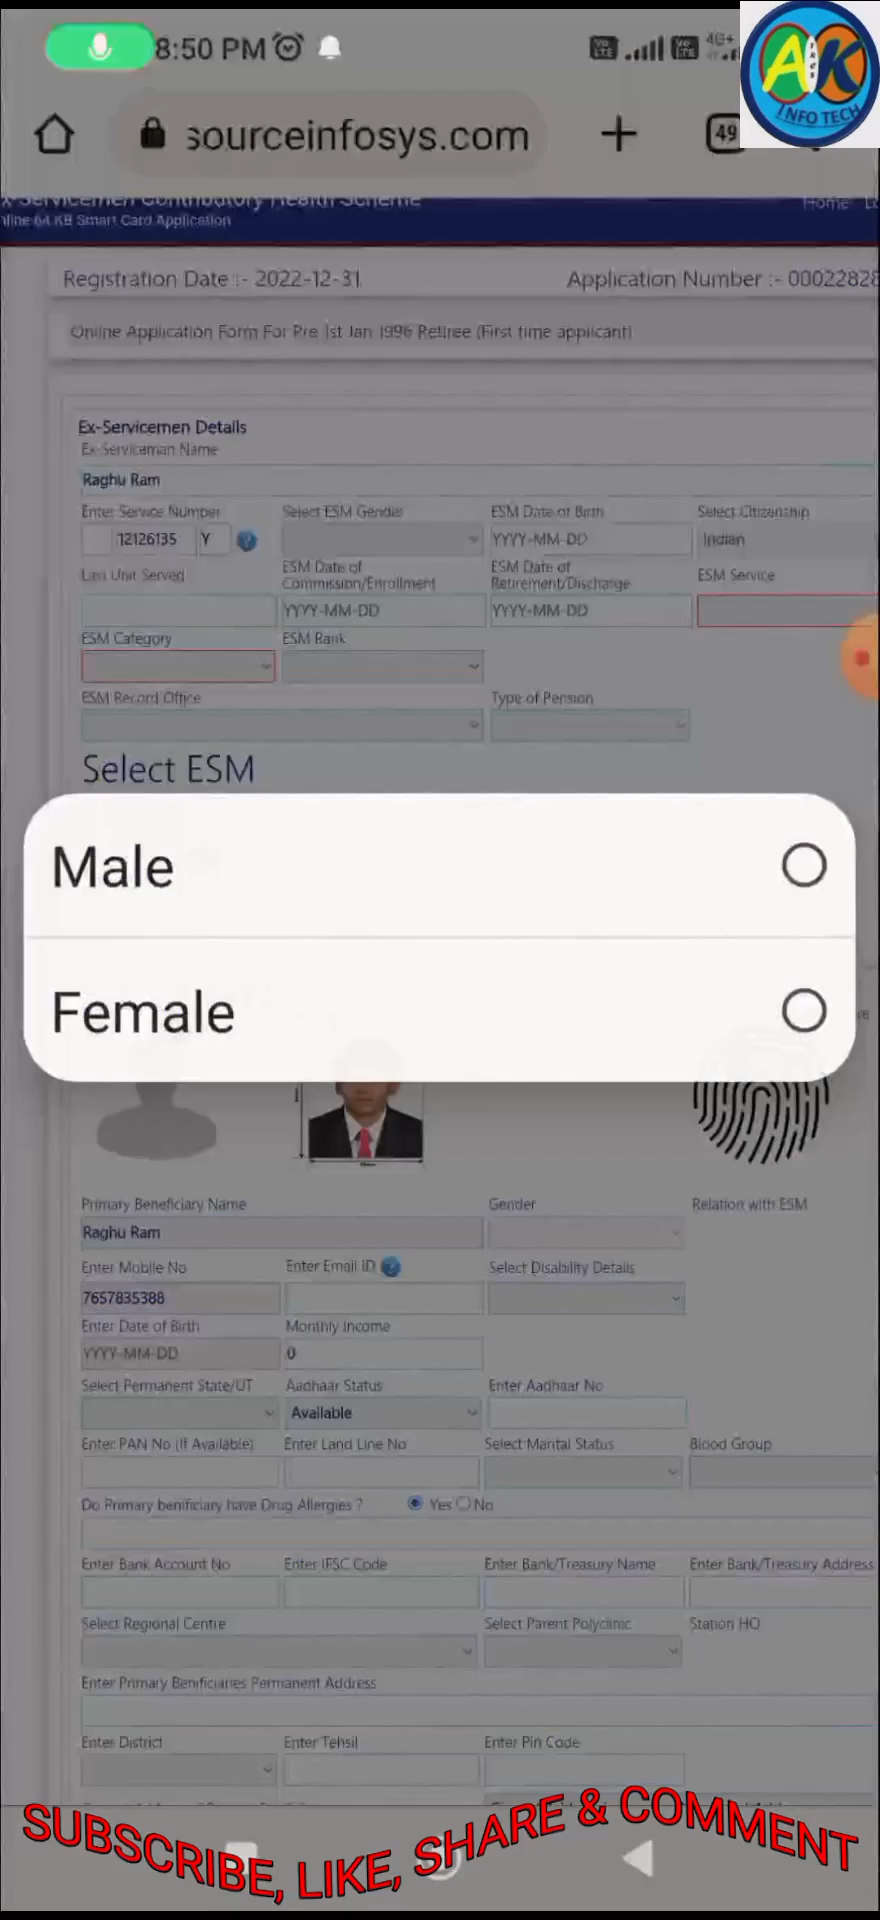 8:50 PM
4G+
AK
INFO TECH
sourceinfosys.com
49
x-Servicemen Contributory Health Scheme
Home
nline 64 KB Smart Card Application
Registration Date :- 2022-12-31 Application Number :- 00022828
Online Application Form For Pre 1st Jan 1996 Retiree (First time applicant)
Ex-Servicemen Details
Ex-Serviceman Name
Raghu Ram
Enter Service Number Select ESM Gender ESM Date of Birth Select Citizenship
12126135 Y YYYY-MM-DD Indian
Last Unit Served ESM Date of Commission/Enrollment ESM Date of Retirement/Discharge ESM Service
YYYY-MM-DD YYYY-MM-DD
ESM Category ESM Rank
ESM Record Office Type of Pension
Select ESM
Male
Female
Primary Beneficiary Name Gender Relation with ESM
Raghu Ram
Enter Mobile No Enter Email ID Select Disability Details
7657835388
Enter Date of Birth Monthly Income
YYYY-MM-DD 0
Select Permanent State/UT Aadhaar Status Enter Aadhaar No
Available
Enter PAN No (If Available) Enter Land Line No Select Marital Status Blood Group
Do Primary benificiary have Drug Allergies ? Yes No
Enter Bank Account No Enter IFSC Code Enter Bank/Treasury Name Enter Bank/Treasury Address
Select Regional Centre Select Parent Polyclinic Station HQ
Enter Primary Benificiaries Permanent Address
Enter District Enter Tehsil Enter Pin Code
SUBSCRIBE, LIKE, SHARE & COMMENT